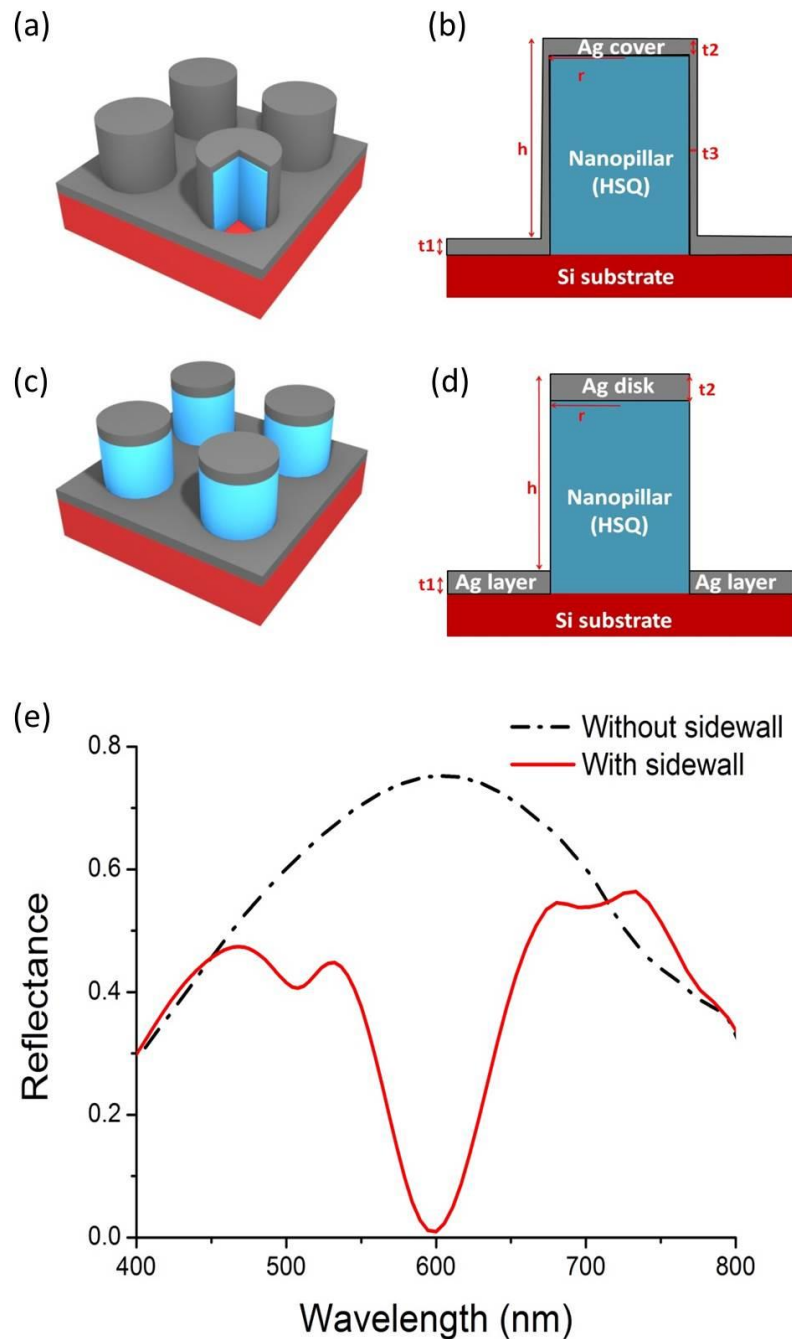 (a)
(b)
Ag cover
t2
r
h
Nanopillar
(HSQ)
t3
t1
Si substrate
(c)
(d)
Ag disk
t2
r
h
Nanopillar
(HSQ)
t1
Ag layer
Ag layer
Si substrate
(e)
Without sidewall
With sidewall
0.8
0.6
0.4
0.2
0.0
Reflectance
400
500
600
700
800
Wavelength (nm)